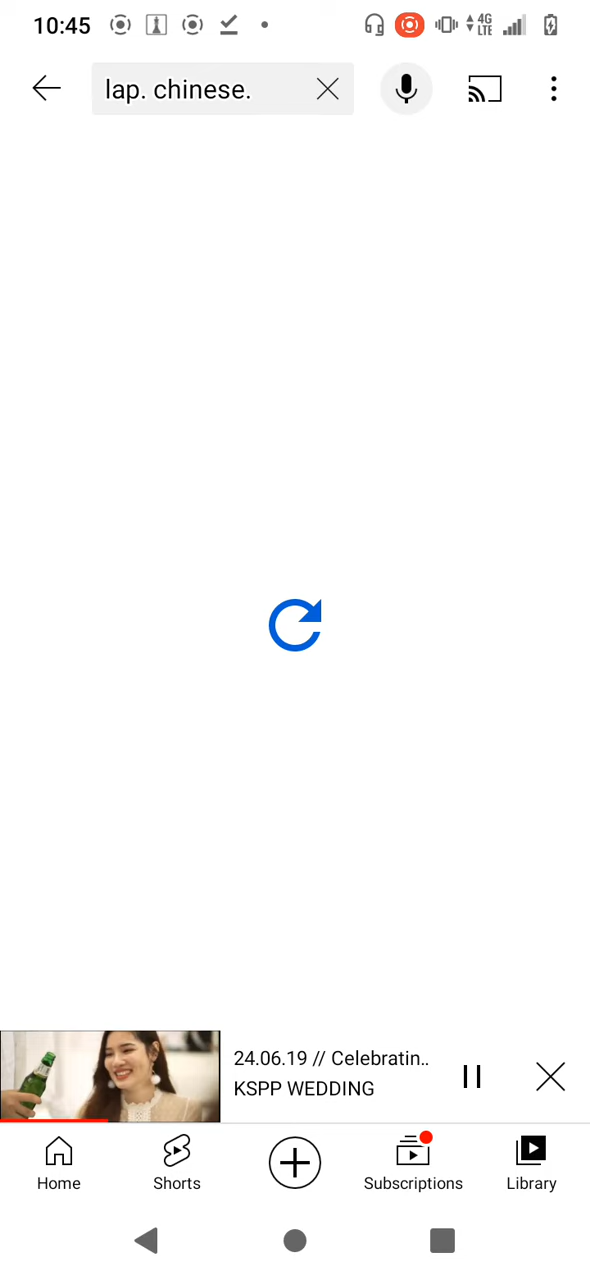 10:45
4G
LTE
lap. chinese.
24.06.19 // Celebratin..
KSPP WEDDING
Home
Shorts
Subscriptions
Library